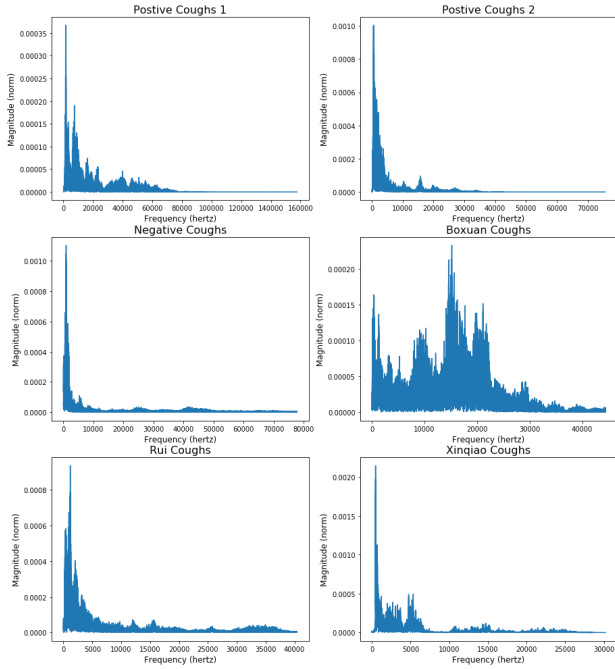 Postive Coughs 1
Magnitude (norm)
0.00035
0.00030
0.00025
0.00020
0.00015
0.00010
0.00005
0.00000
0 20000 40000 60000 80000 100000 120000 140000 160000
Frequency (hertz)
Postive Coughs 2
Magnitude (norm)
0.0010
0.0008
0.0006
0.0004
0.0002
0.0000
0 10000 20000 30000 40000 50000 60000 70000
Frequency (hertz)
Negative Coughs
Magnitude (norm)
0.0010
0.0008
0.0006
0.0004
0.0002
0.0000
0 10000 20000 30000 40000 50000 60000 70000 80000
Frequency (hertz)
Boxuan Coughs
Magnitude (norm)
0.00020
0.00015
0.00010
0.00005
0.00000
0 10000 20000 30000 40000
Frequency (hertz)
Rui Coughs
Magnitude (norm)
0.0008
0.0006
0.0004
0.0002
0.0000
0 5000 10000 15000 20000 25000 30000 35000 40000
Frequency (hertz)
Xinqiao Coughs
Magnitude (norm)
0.0020
0.0015
0.0010
0.0005
0.0000
0 5000 10000 15000 20000 25000
Frequency (hertz)